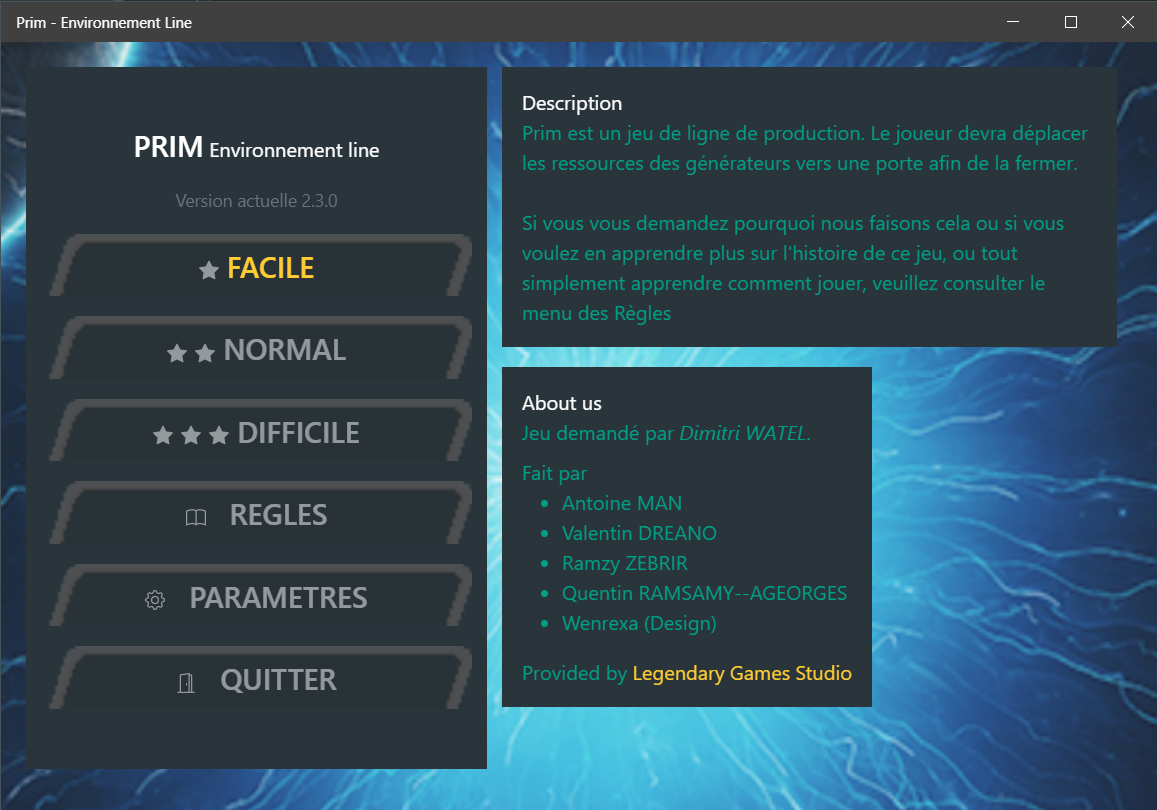 Prim - Environnement Line
PRIM Environnement line
Version actuelle 2.3.0
FACILE
NORMAL
DIFFICILE
REGLES
PARAMETRES
QUITTER
Description
Prim est un jeu de ligne de production. Le joueur devra déplacer
les ressources des générateurs vers une porte afin de la fermer.
Si vous vous demandez pourquoi nous faisons cela ou si vous
voulez en apprendre plus sur l'histoire de ce jeu, ou tout
simplement apprendre comment jouer, veuillez consulter le
menu des Règles
About us
Jeu demandé par Dimitri WATEL.
Fait par
• Antoine MAN
• Valentin DREANO
• Ramzy ZEBRIR
• Quentin RAMSAMY--AGEORGES
• Wenrexa (Design)
Provided by Legendary Games Studio